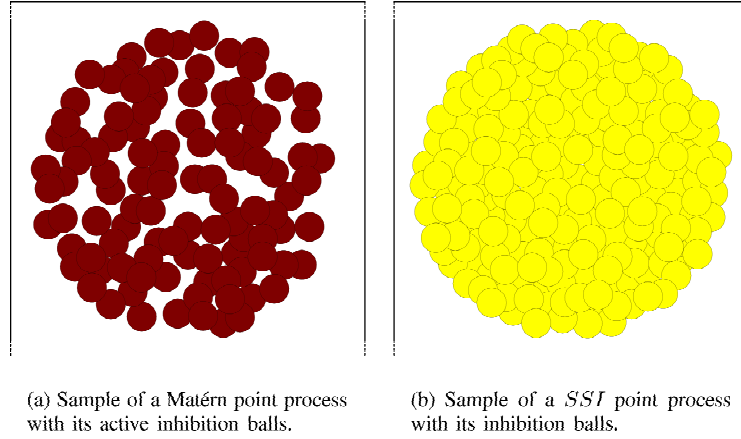 (a) Sample of a Matérn point process
with its active inhibition balls.
(b) Sample of a SSI point process
with its inhibition balls.